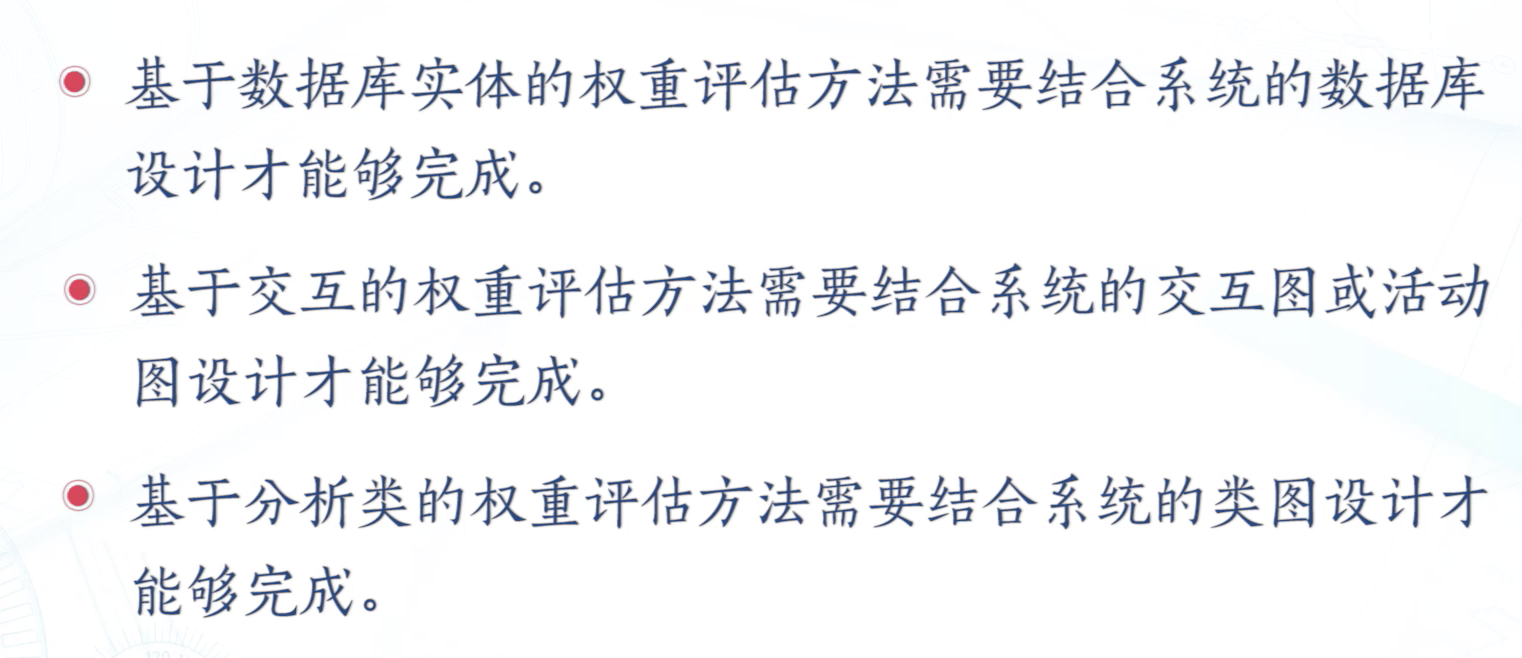 基于数据库实体的权重评估方法需要结合系统的数据库
设计才能够完成。
基于交互的权重评估方法需要结合系统的交互图或活动
图设计才能够完成。
基于分析类的权重评估方法需要结合系统的类图设计才
能够完成。